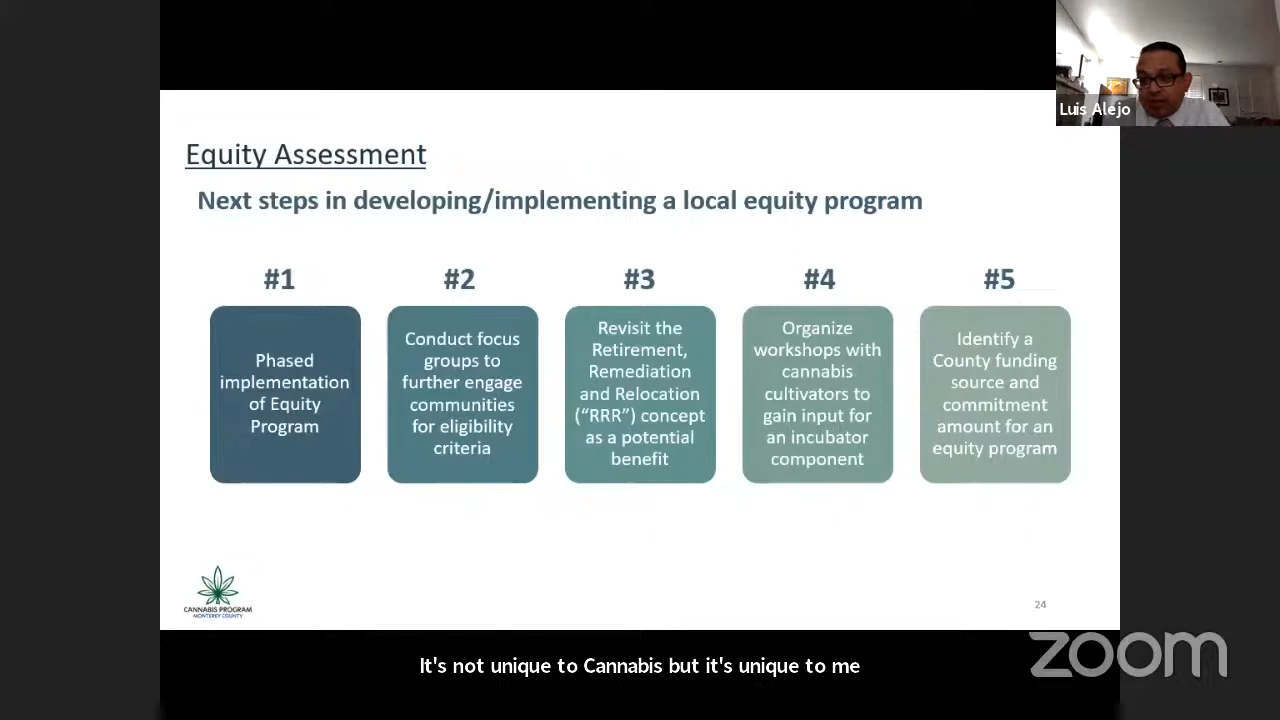 Luis Alejo
Equity Assessment
Next steps in developing/implementing a local equity program
#1
Phased
implementation
of Equity
Program
#2
Conduct focus
groups to
further engage
communities
for eligibility
criteria
#3
Revisit the
Retirement,
Remediation
and Relocation
(“RRR”) concept
as a potential
benefit
#4
Organize
workshops with
cannabis
cultivators to
gain input for
an incubator
component
#5
Identify a
County funding
source and
commitment
amount for an
equity program
CANNABIS PROGRAM
MONTEREY COUNTY
24
It's not unique to Cannabis but it's unique to me
zoom